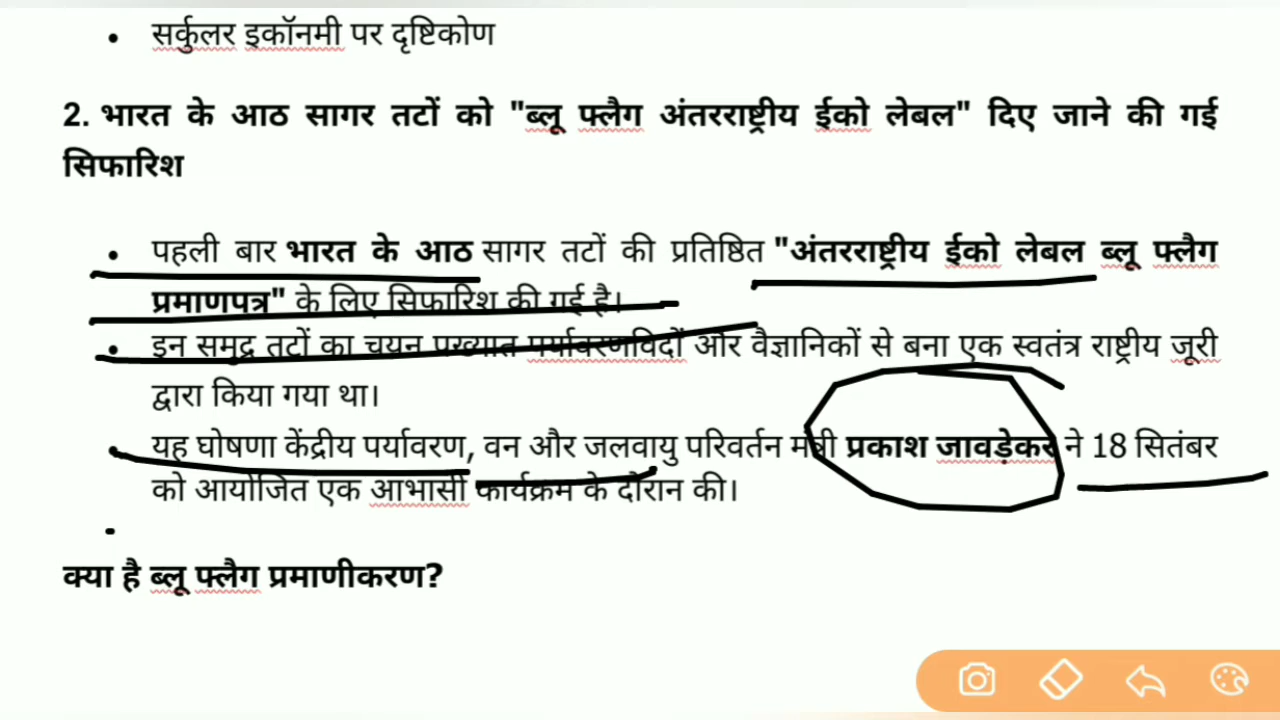 • सर्कुलर इकॉनमी पर दृष्टिकोण
2. भारत के आठ सागर तटों को "ब्लू फ्लैग अंतरराष्ट्रीय ईको लेबल" दिए जाने की गई
सिफारिश
• पहली बार भारत के आठ सागर तटों की प्रतिष्ठित "अंतरराष्ट्रीय ईको लेबल ब्लू फ्लैग
प्रमाणपत्र" के लिए सिफारिश की गई है।
• इन समुद्र तटों का चयन प्रख्यात पर्यावरणविदों और वैज्ञानिकों से बना एक स्वतंत्र राष्ट्रीय जूरी
द्वारा किया गया था।
• यह घोषणा केंद्रीय पर्यावरण, वन और जलवायु परिवर्तन मंत्री प्रकाश जावड़ेकर ने 18 सितंबर
को आयोजित एक आभासी कार्यक्रम के दौरान की।
क्या है ब्लू फ्लैग प्रमाणीकरण?